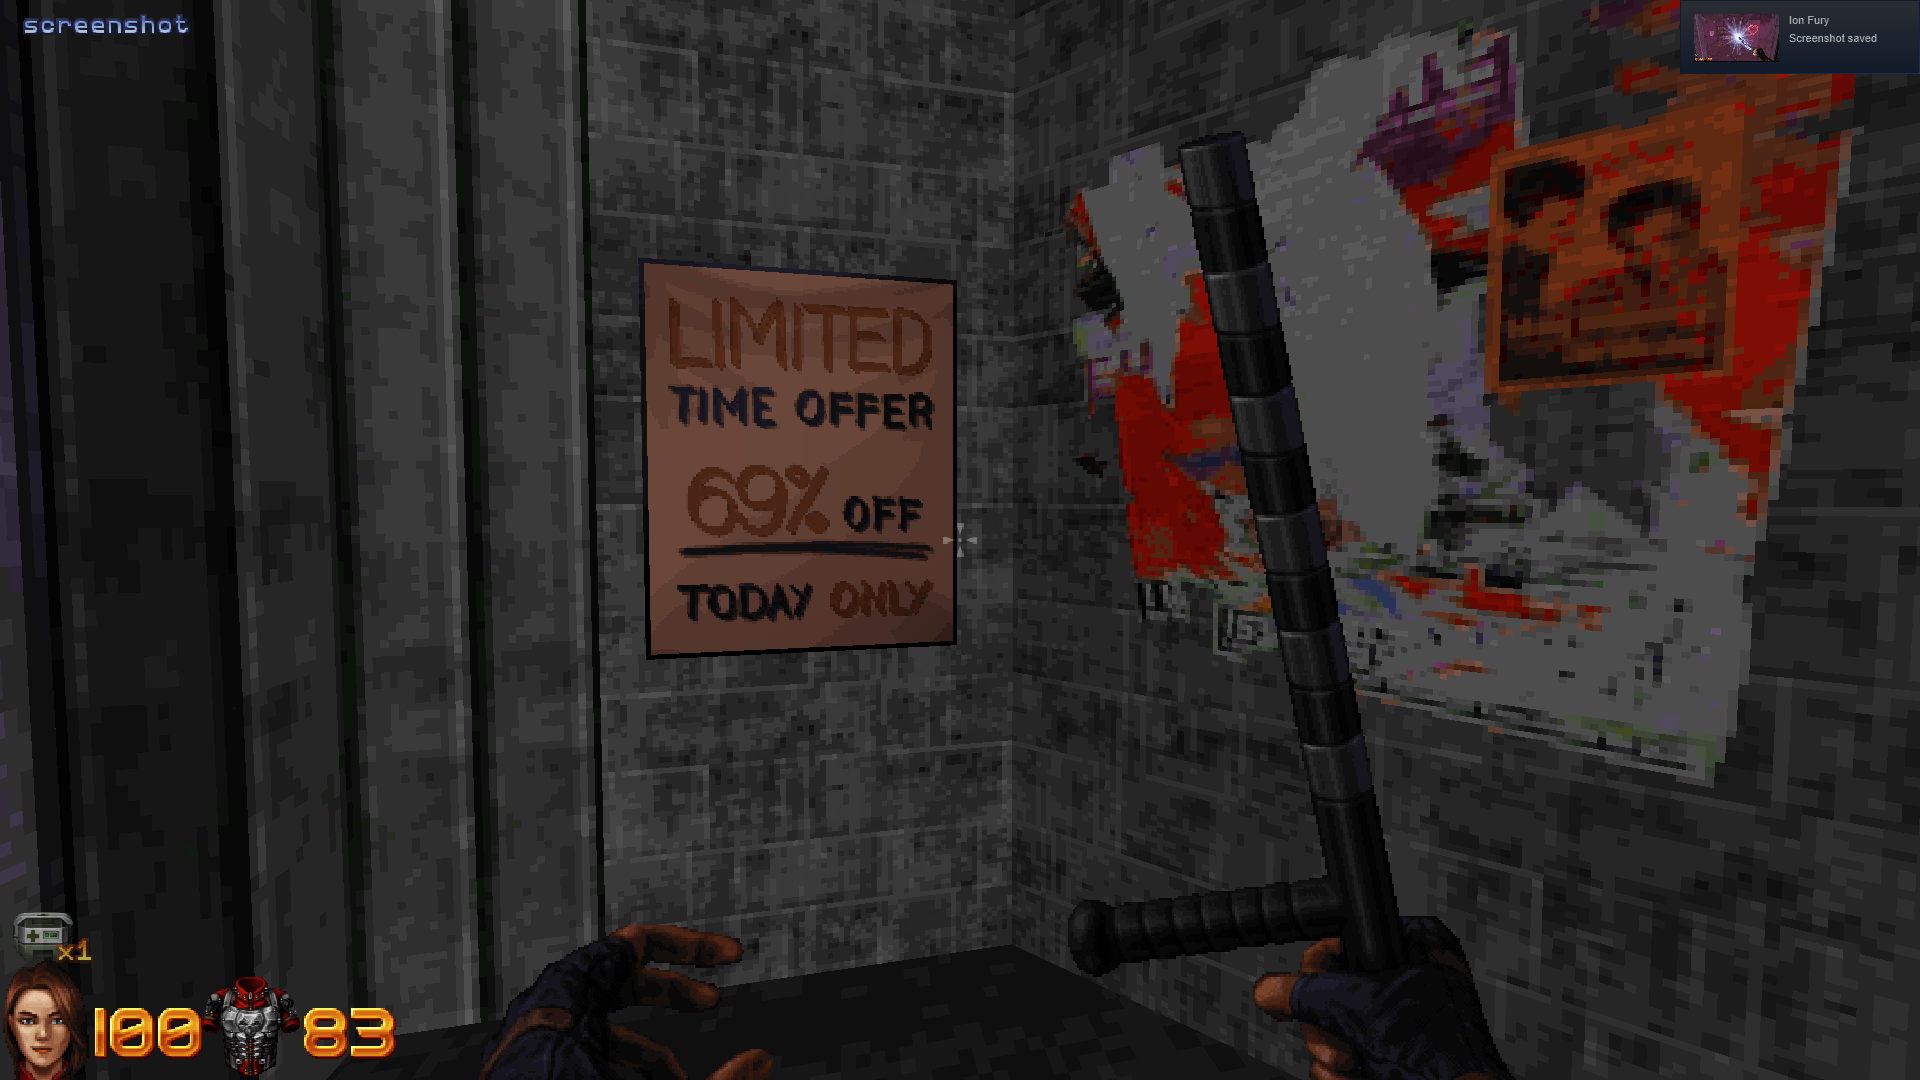 screenshot
Ion Fury
Screenshot saved
LIMITED
TIME OFFER
69% OFF
TODAY ONLY
x1
100 83